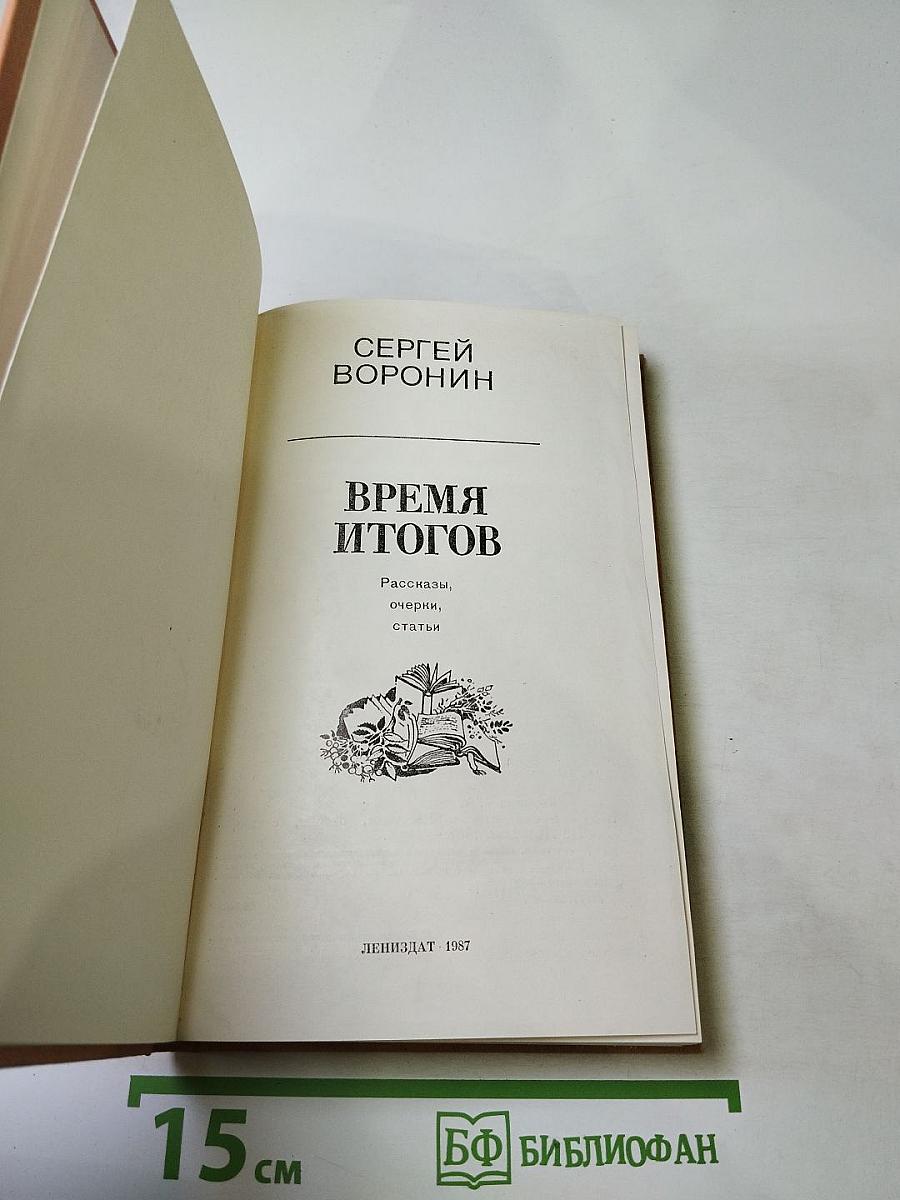 СЕРГЕЙ
ВОРОНИН
ВРЕМЯ
ИТОГОВ
Рассказы,
очерки,
статьи
ЛЕНИЗДАТ · 1987
15 см
БФ БИБЛИОФАН